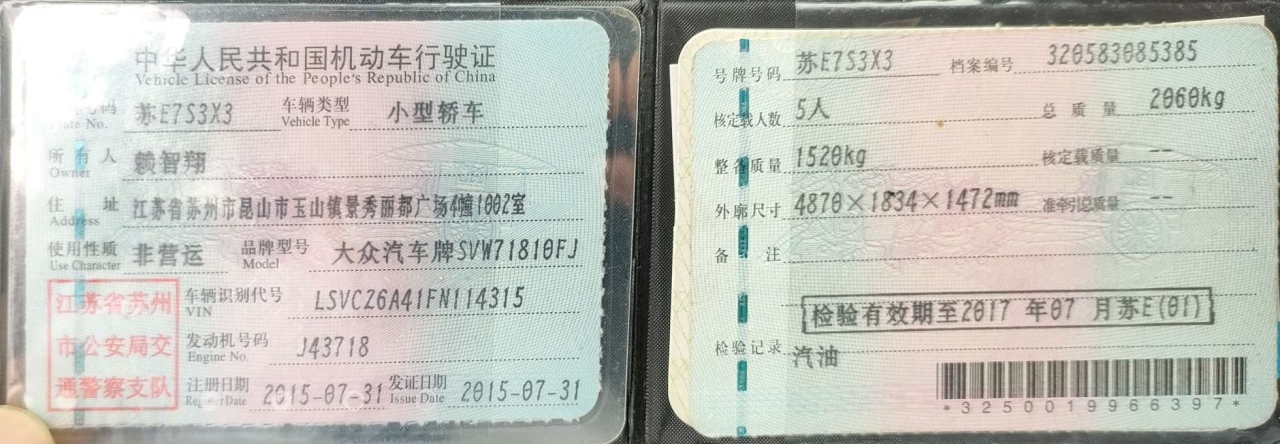 中华人民共和国机动车行驶证
Vehicle License of the People's Republic of China
号码 苏E7S3X3 车辆类型 小型轿车
Plate No. Vehicle Type
所有人 赖智翔
Owner
住址 江苏省苏州市昆山市玉山镇景秀丽都广场4幢1002室
Address
使用性质 非营运 品牌型号 大众汽车牌SVW71810FJ
Use Character Model
江苏省苏州
市公安局交
通警察支队
车辆识别代号 LSVCZ6A41FN114315
VIN
发动机号码 J43718
Engine No.
注册日期 2015-07-31 发证日期 2015-07-31
Register Date Issue Date
号牌号码 苏E7S3X3 档案编号 320583085385
核定载人数 5人 总质量 2060kg
整备质量 1520kg 核定载质量 --
外廓尺寸 4870×1834×1472mm 准牵引总质量 --
备注
检验有效期至2017 年07 月苏E(01)
检验记录 汽油
*3250019966397*